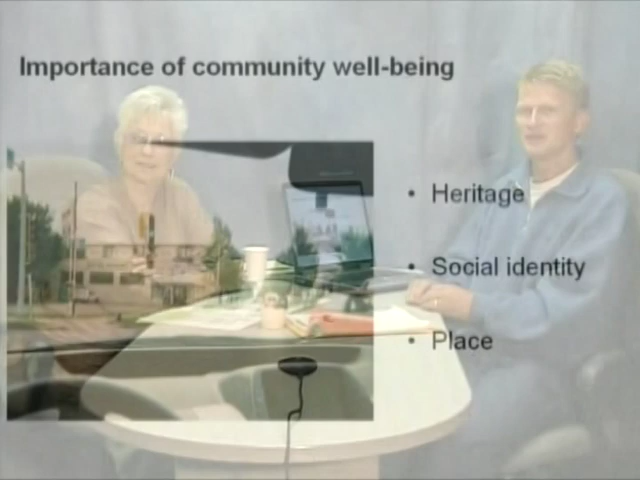 Importance of community well-being
• Heritage
• Social identity
• Place